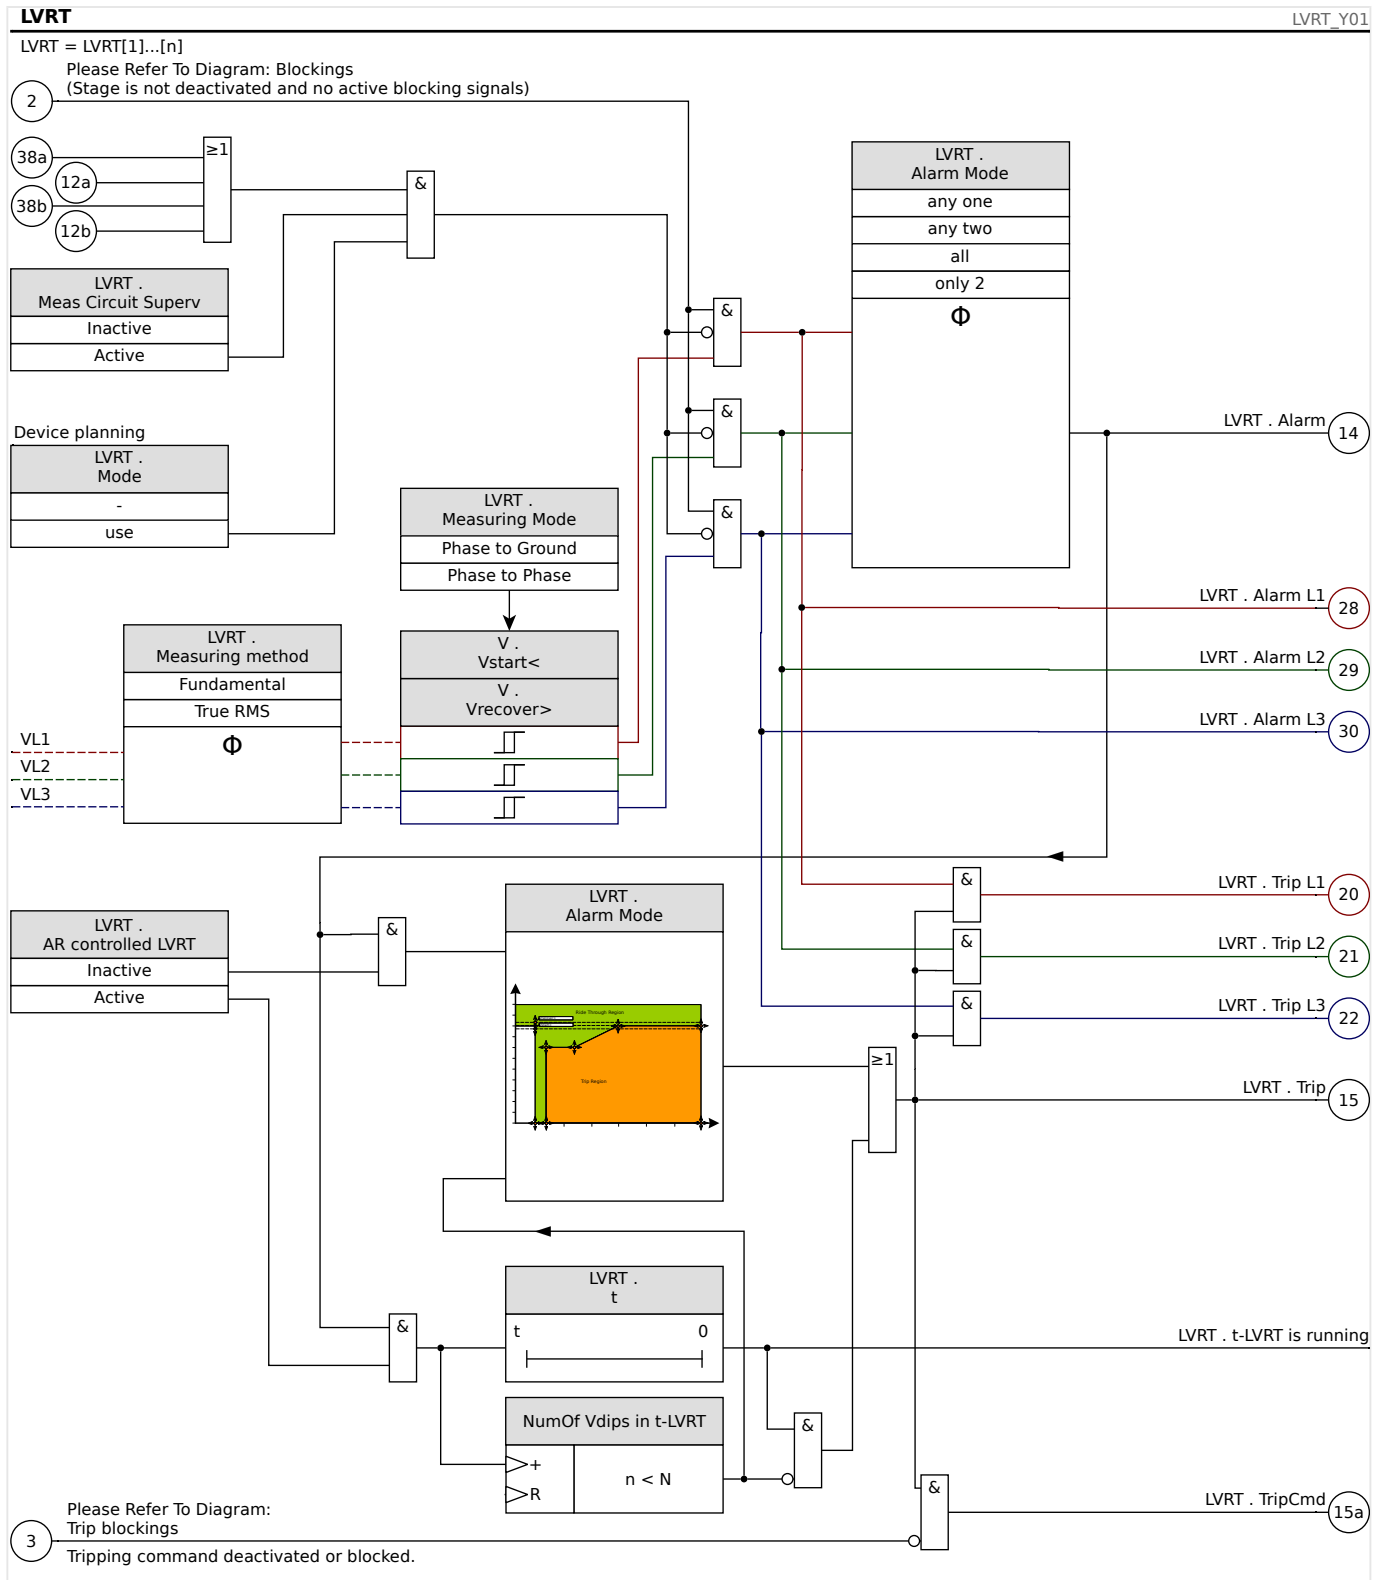 LVRT
LVRT_Y01
LVRT = LVRT[1]...[n]
Please Refer To Diagram: Blockings
(Stage is not deactivated and no active blocking signals)
2
38a
12a
38b
12b
≥1
&
LVRT .
Meas Circuit Superv
Inactive
Active
Device planning
LVRT .
Mode
-
use
LVRT .
Alarm Mode
any one
any two
all
only 2
Φ
&
&
&
LVRT . Alarm
14
LVRT .
Measuring Mode
Phase to Ground
Phase to Phase
LVRT .
Measuring method
Fundamental
True RMS
Φ
V .
Vstart<
V .
Vrecover>
VL1
VL2
VL3
LVRT . Alarm L1
28
LVRT . Alarm L2
29
LVRT . Alarm L3
30
LVRT .
AR controlled LVRT
Inactive
Active
&
LVRT .
Alarm Mode
Ride Through Region
Trip Region
&
LVRT . Trip L1
20
&
LVRT . Trip L2
21
&
LVRT . Trip L3
22
≥1
LVRT . Trip
15
&
LVRT .
t
t
0
LVRT . t-LVRT is running
NumOf Vdips in t-LVRT
+
R
n < N
&
&
LVRT . TripCmd
15a
Please Refer To Diagram:
Trip blockings
3
Tripping command deactivated or blocked.